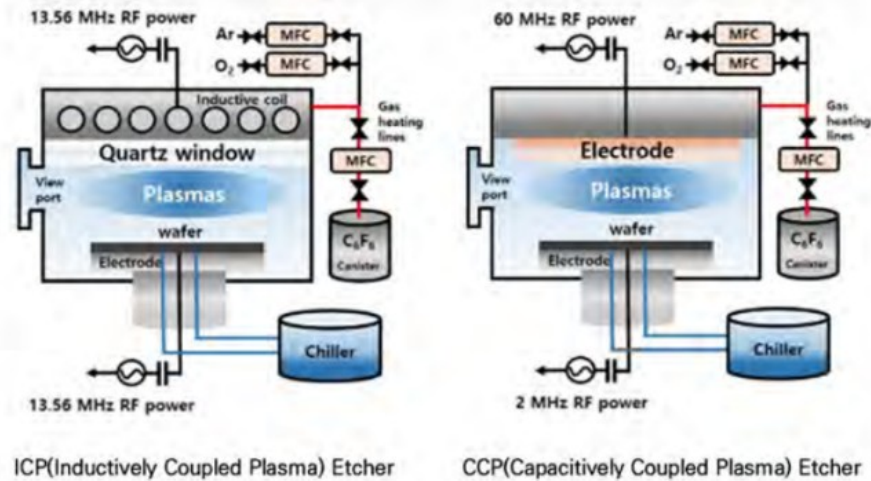 13.56 MHz RF power
Ar
MFC
O₂
MFC
Inductive coil
Gas
heating
lines
Quartz window
MFC
View
port
Plasmas
wafer
C₆F₆
Canister
Electrode
Chiller
13.56 MHz RF power
ICP(Inductively Coupled Plasma) Etcher
60 MHz RF power
Ar
MFC
O₂
MFC
Gas
heating
lines
Electrode
MFC
View
port
Plasmas
wafer
C₆F₆
Canister
Electrode
Chiller
2 MHz RF power
CCP(Capacitively Coupled Plasma) Etcher